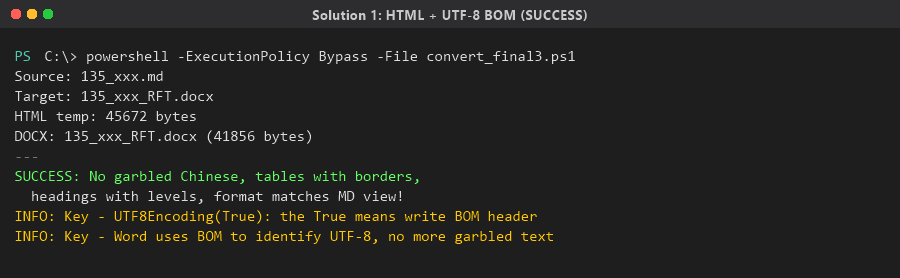 Solution 1: HTML + UTF-8 BOM (SUCCESS)
PS C:\> powershell -ExecutionPolicy Bypass -File convert_final3.ps1
Source: 135_xxx.md
Target: 135_xxx_RFT.docx
HTML temp: 45672 bytes
DOCX: 135_xxx_RFT.docx (41856 bytes)
---
SUCCESS: No garbled Chinese, tables with borders,
  headings with levels, format matches MD view!
INFO: Key - UTF8Encoding(True): the True means write BOM header
INFO: Key - Word uses BOM to identify UTF-8, no more garbled text